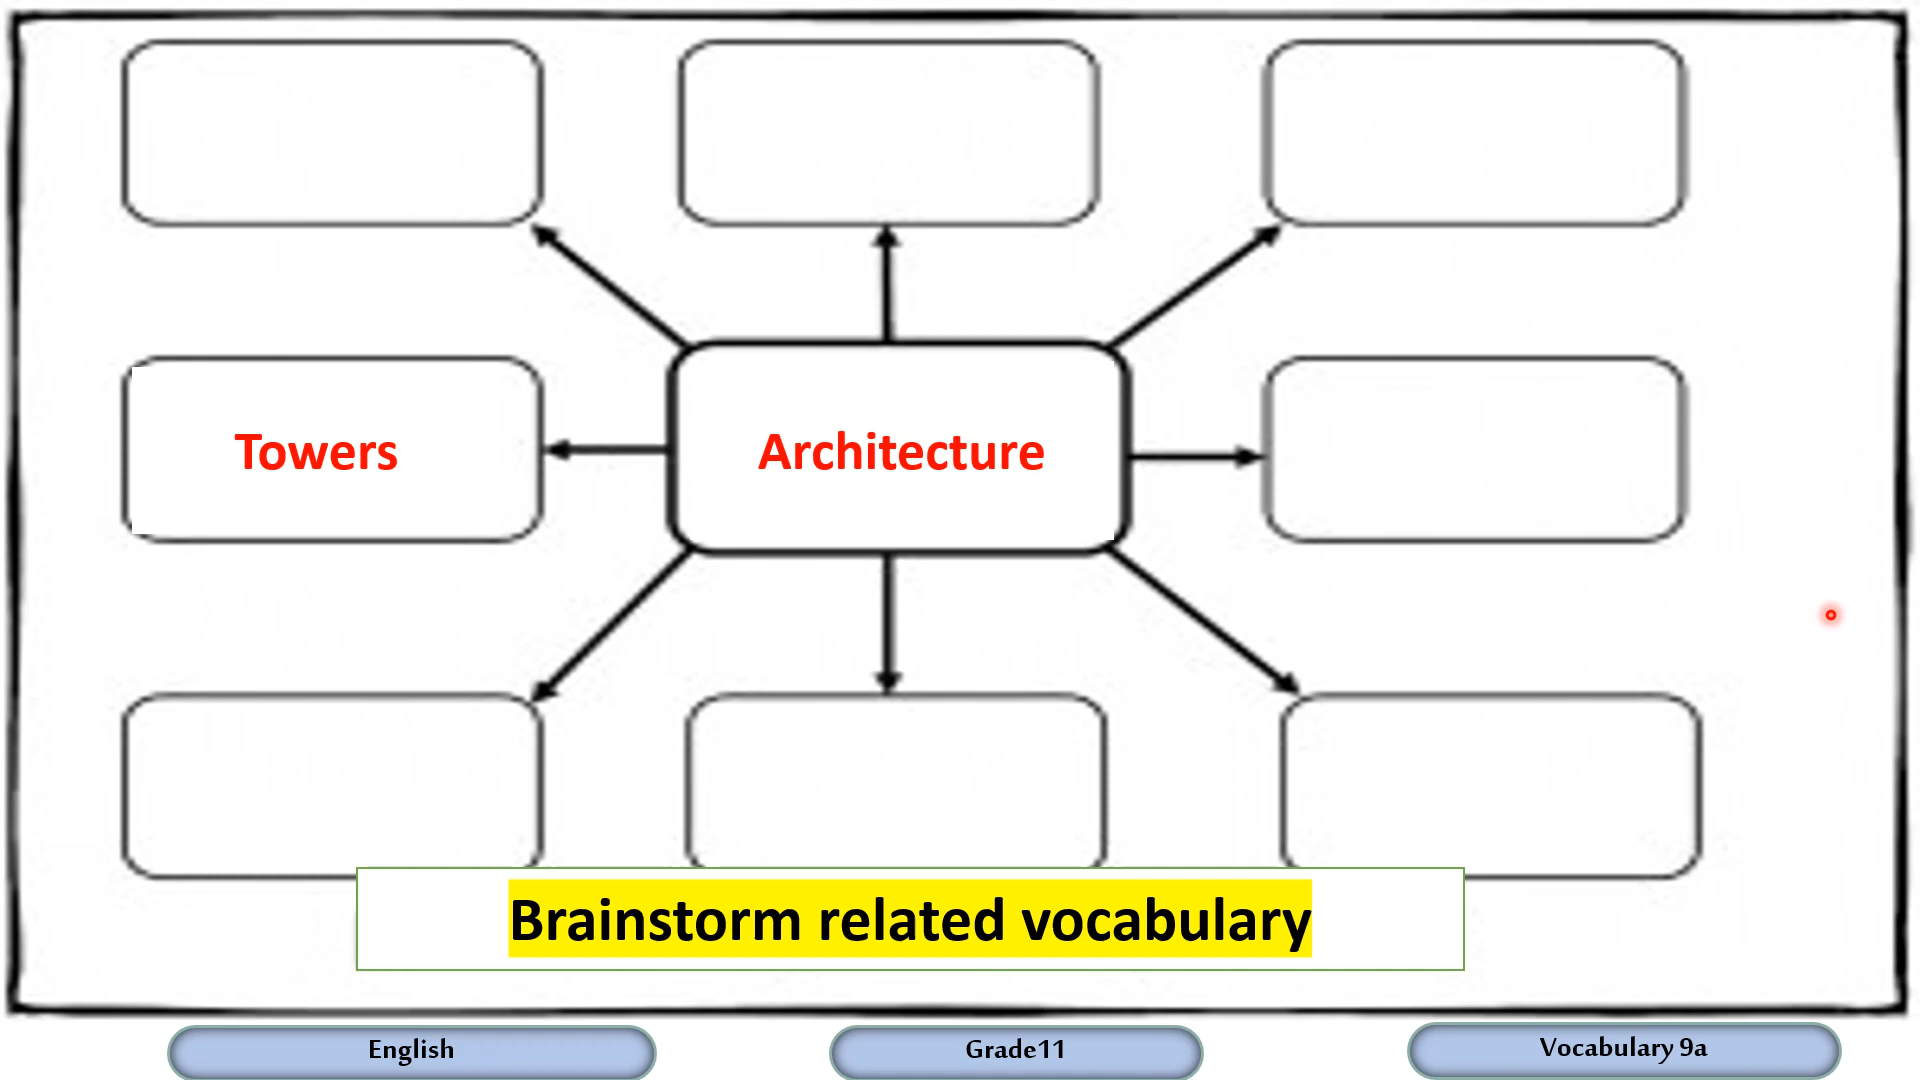 Towers
Architecture
Brainstorm related vocabulary
English
Grade11
Vocabulary 9a